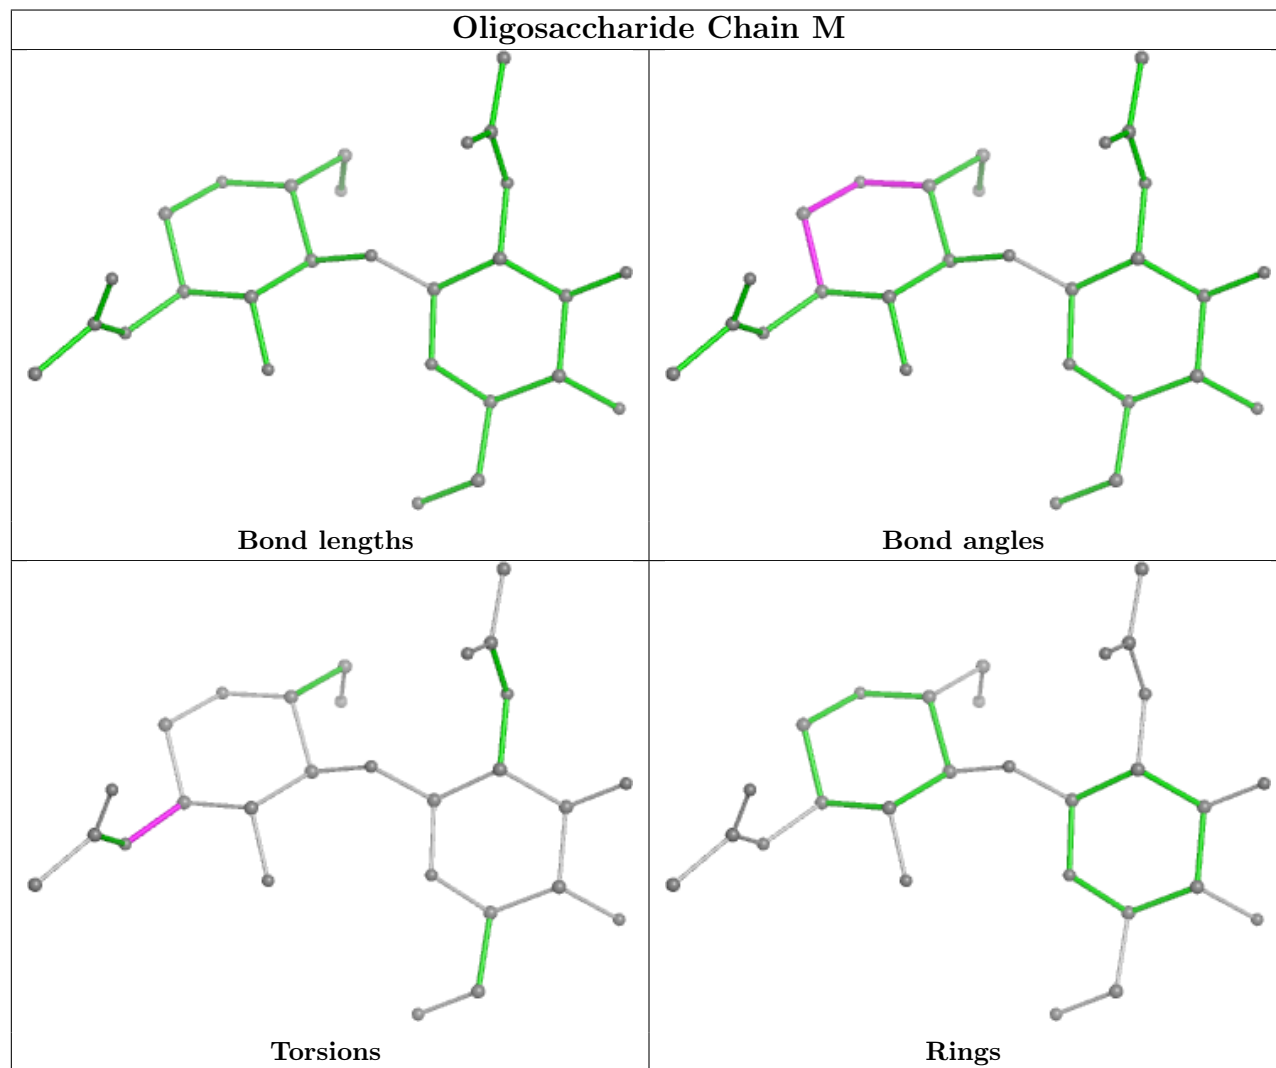 Oligosaccharide Chain M
Bond lengths
Bond angles
Torsions
Rings